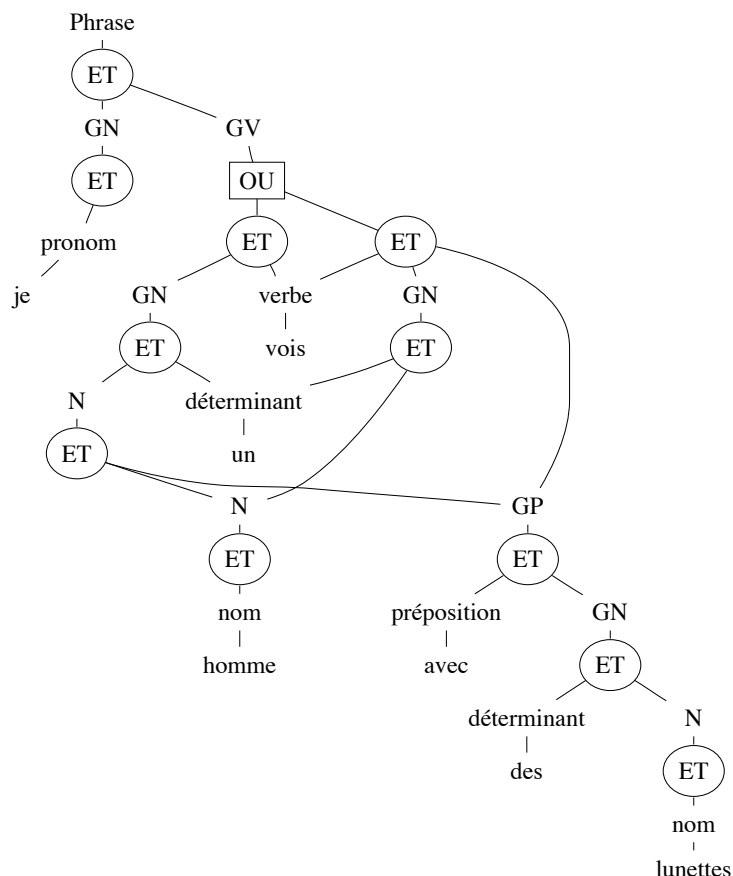 Phrase
ET
GN GV
ET OU
pronom ET ET
je GN verbe GN
ET vois ET
N déterminant
ET un
N GP
ET ET
nom préposition GN
homme avec ET
déterminant N
des ET
nom
lunettes